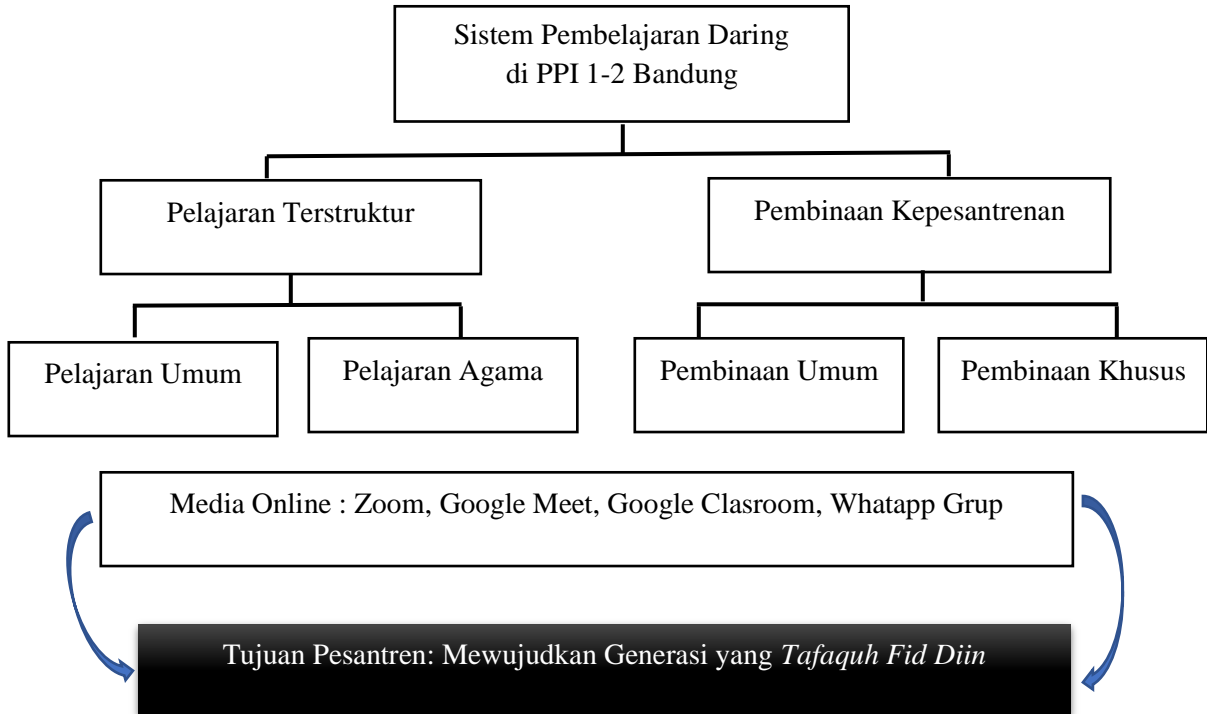 Sistem Pembelajaran Daring
di PPI 1-2 Bandung
Pelajaran Terstruktur
Pembinaan Kepesantrenan
Pelajaran Umum
Pelajaran Agama
Pembinaan Umum
Pembinaan Khusus
Media Online : Zoom, Google Meet, Google Clasroom, Whatapp Grup
Tujuan Pesantren: Mewujudkan Generasi yang Tafaquh Fid Diin